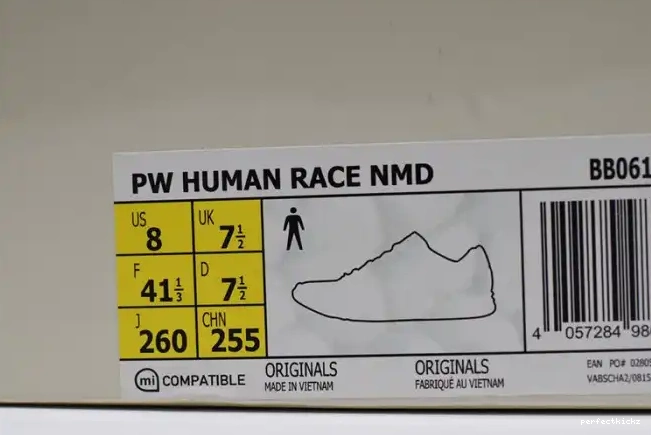 PW HUMAN RACE NMD
BB061
US 8
UK 7½
F 41⅓
D 7½
J 260
CHN 255
mi COMPATIBLE
ORIGINALS
MADE IN VIETNAM
ORIGINALS
FABRIQUÉ AU VIETNAM
4 057284 98
EAN PO# 0280
VABSCHA2/0815
perfectkickz